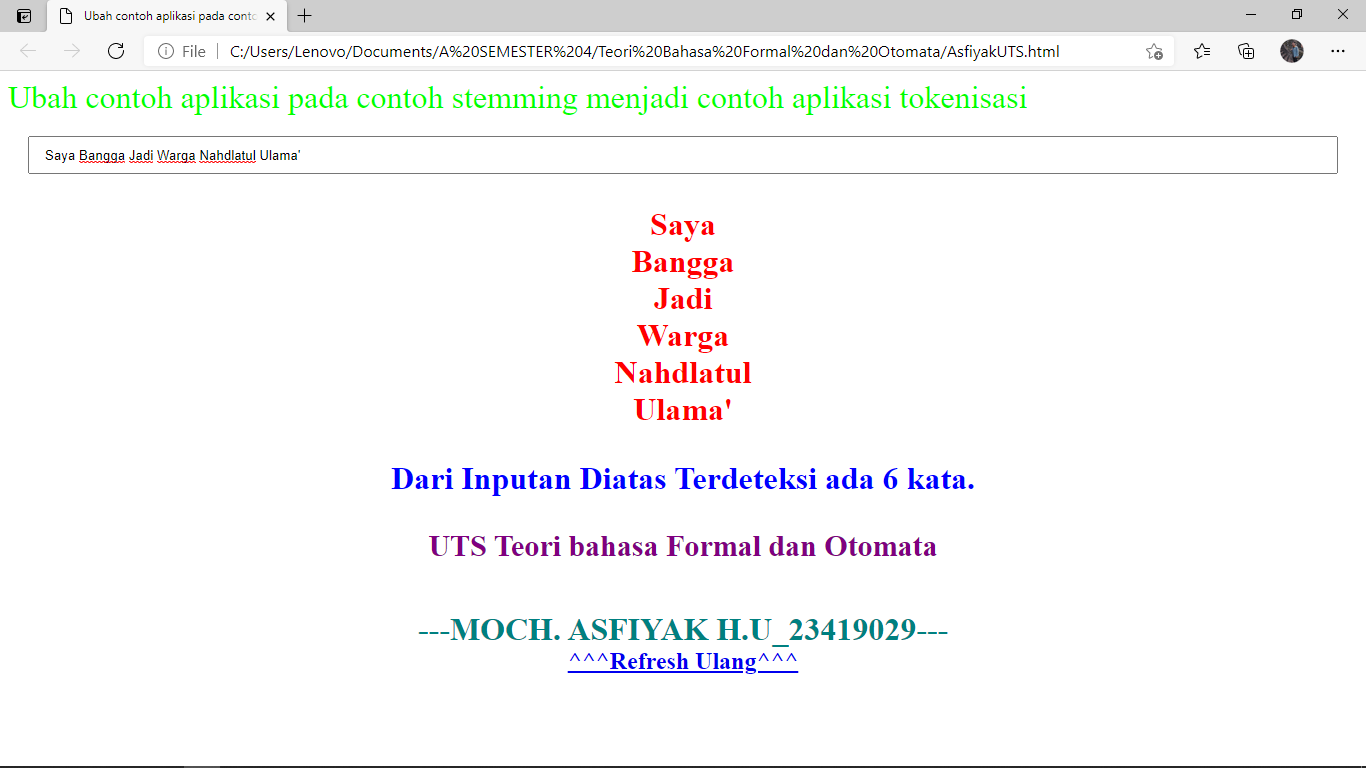 Ubah contoh aplikasi pada conto
File
C:/Users/Lenovo/Documents/A%20SEMESTER%204/Teori%20Bahasa%20Formal%20dan%20Otomata/AsfiyakUTS.html
Ubah contoh aplikasi pada contoh stemming menjadi contoh aplikasi tokenisasi
Saya Bangga Jadi Warga Nahdlatul Ulama'
Saya
Bangga
Jadi
Warga
Nahdlatul
Ulama'
Dari Inputan Diatas Terdeteksi ada 6 kata.
UTS Teori bahasa Formal dan Otomata
---MOCH. ASFIYAK H.U_23419029---
^^^Refresh Ulang^^^